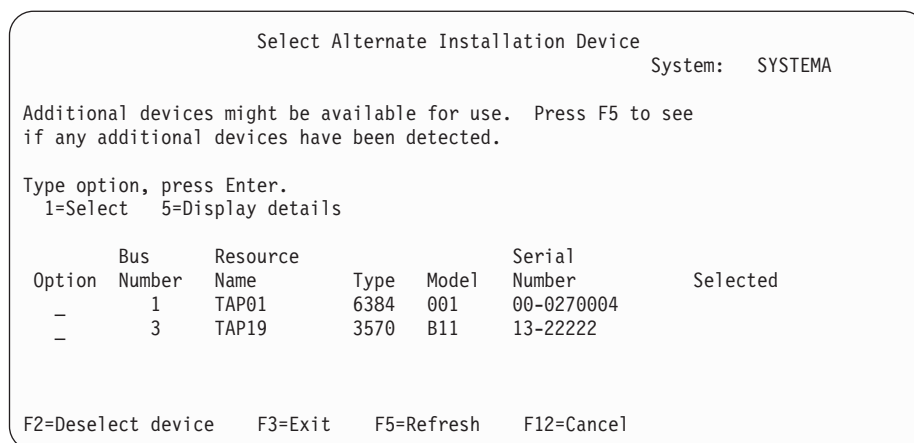 Select Alternate Installation Device
System: SYSTEMA
Additional devices might be available for use. Press F5 to see
if any additional devices have been detected.
Type option, press Enter.
1=Select 5=Display details
Bus Resource Serial
Option Number Name Type Model Number Selected
_ 1 TAP01 6384 001 00-0270004
_ 3 TAP19 3570 B11 13-22222
F2=Deselect device F3=Exit F5=Refresh F12=Cancel